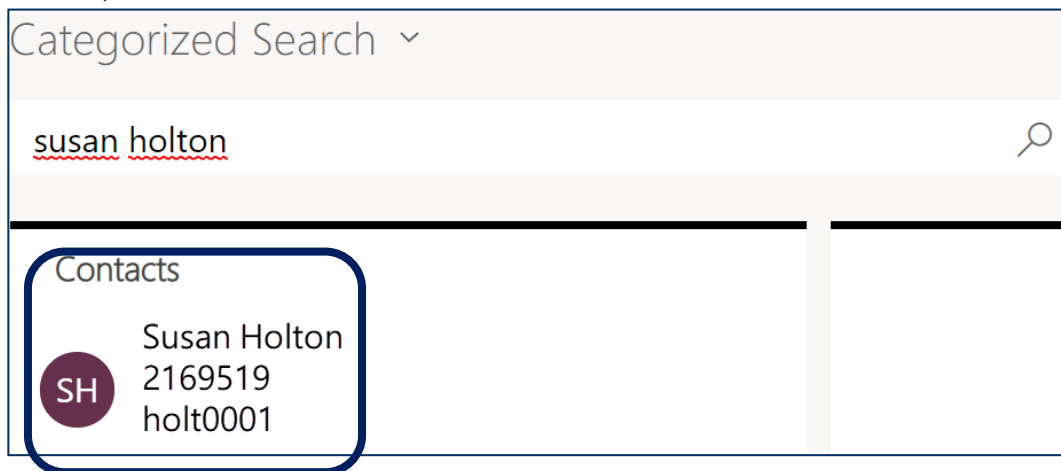 Categorized Search
susan holton
Contacts
Susan Holton
SH
2169519
holt0001